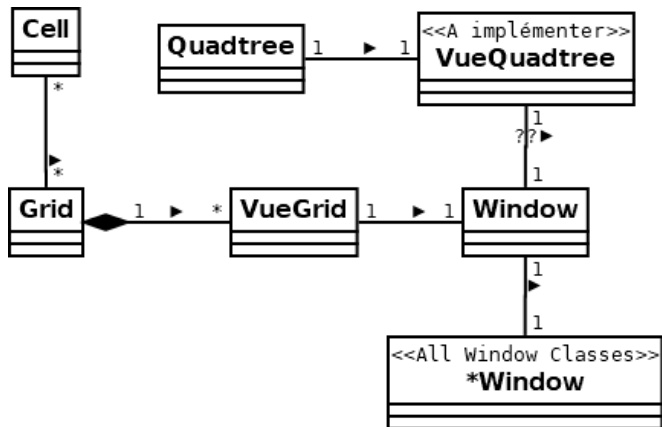 Cell
Quadtree
1
1
<<A implémenter>>
VueQuadtree
*
*
1
??
1
Grid
1
*
VueGrid
1
1
Window
1
1
<<All Window Classes>>
*Window